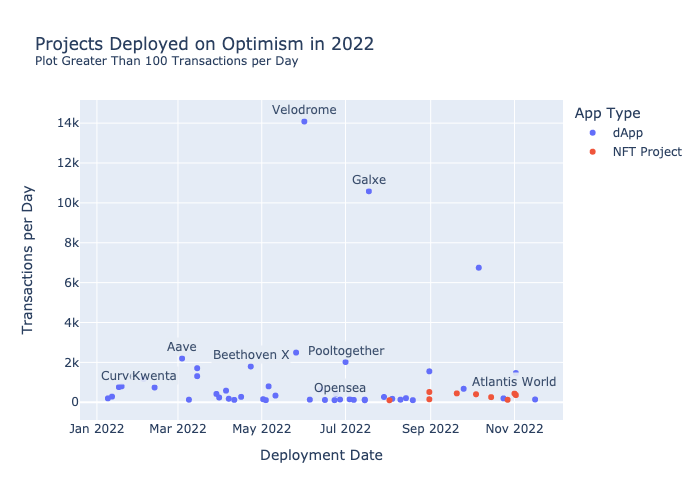 Projects Deployed on Optimism in 2022
Plot Greater Than 100 Transactions per Day
App Type
dApp
NFT Project
Transactions per Day
14k
12k
10k
8k
6k
4k
2k
0
Velodrome
Galxe
Aave
Beethoven X
Pooltogether
Kwenta
Opensea
Atlantis World
Jan 2022
Mar 2022
May 2022
Jul 2022
Sep 2022
Nov 2022
Deployment Date